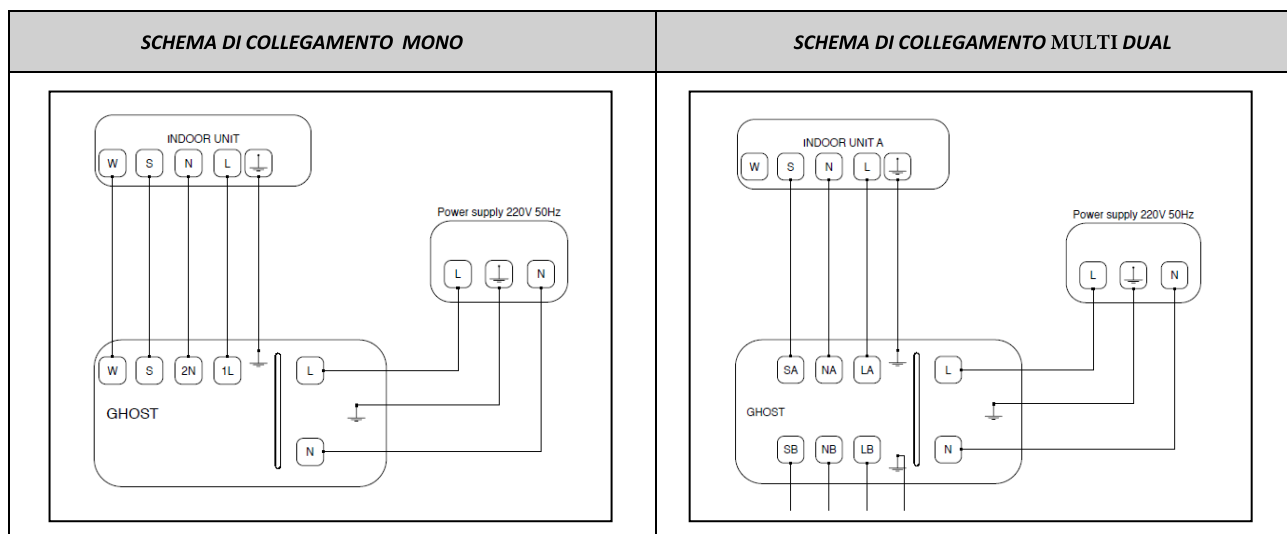 SCHEMA DI COLLEGAMENTO MONO
SCHEMA DI COLLEGAMENTO MULTI DUAL
INDOOR UNIT
W S N L
Power supply 220V 50Hz
L N
W S 2N 1L L
GHOST
N
INDOOR UNIT A
W S N L
Power supply 220V 50Hz
L N
SA NA LA L
GHOST
SB NB LB N